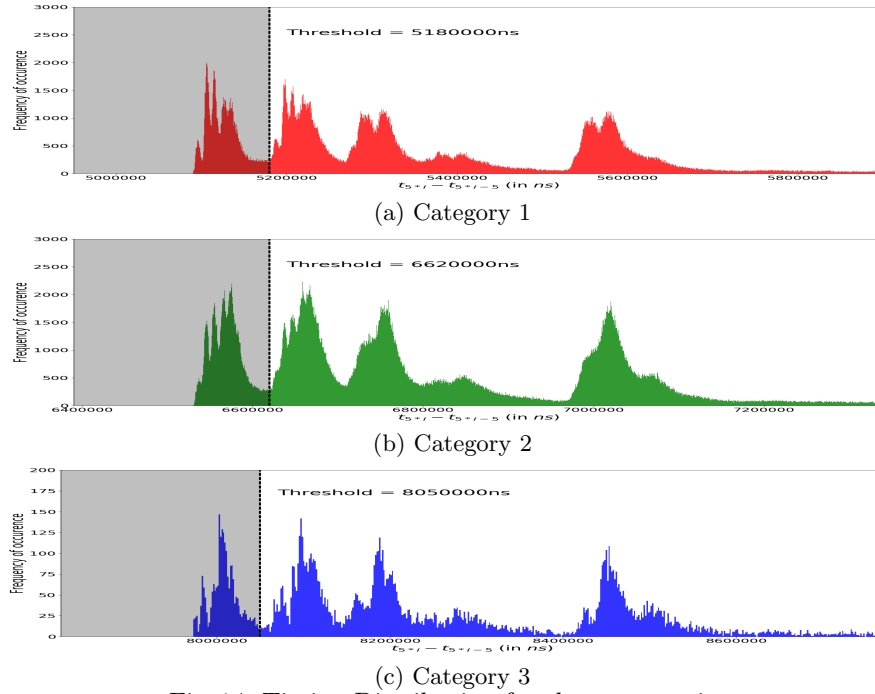 3000
Threshold = 5180000ns
2500
2000
1500
1000
500
0
Frequency of occurence
5000000 5200000 5400000 5600000 5800000
t5*i − t5*i−5 (in ns)
(a) Category 1
3000
Threshold = 6620000ns
2500
2000
1500
1000
500
0
Frequency of occurence
6400000 6600000 6800000 7000000 7200000
t5*i − t5*i−5 (in ns)
(b) Category 2
200
175
Threshold = 8050000ns
150
125
100
75
50
25
0
Frequency of occurence
8000000 8200000 8400000 8600000
t5*i − t5*i−5 (in ns)
(c) Category 3